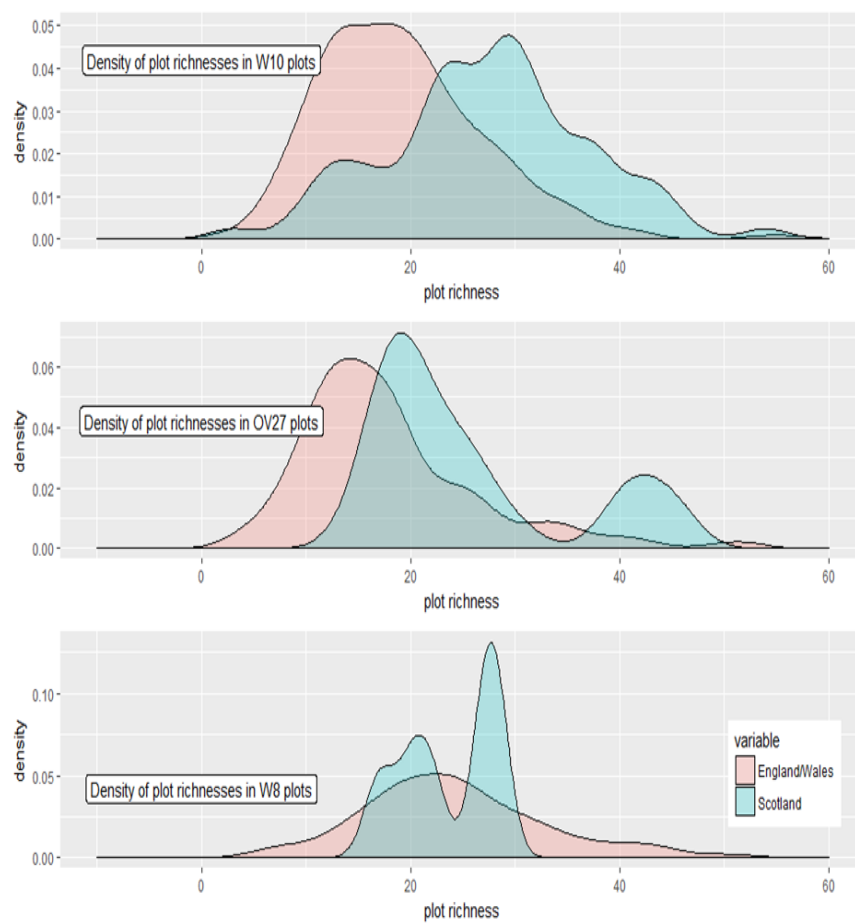 0.05
0.04
0.03
0.02
0.01
0.00
density
Density of plot richnesses in W10 plots
0 20 40 60
plot richness
0.06
0.04
0.02
0.00
density
Density of plot richnesses in OV27 plots
0 20 40 60
plot richness
0.10
0.05
0.00
density
Density of plot richnesses in W8 plots
variable
England/Wales
Scotland
0 20 40 60
plot richness